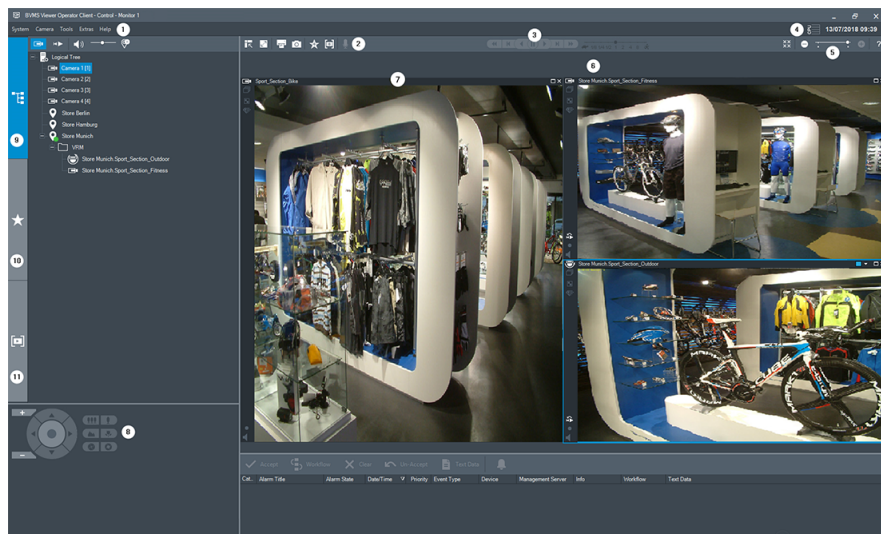 BVMS Viewer Operator Client - Control - Monitor 1
System Camera Tools Extras Help 1
2
3
4
13/07/2018 09:39
5
6
Logical Tree
Camera 1 [1]
Camera 2 [2]
Camera 3 [3]
Camera 4 [4]
Store Berlin
Store Hamburg
Store Munich
VRM
Store Munich.Sport_Section_Outdoor
Store Munich.Sport_Section_Fitness
9
10
11
Sport_Section_Bike
7
Store Munich.Sport_Section_Fitness
Store Munich.Sport_Section_Outdoor
8
Accept Workflow Clear Un-Accept Text Data
Cat.. Alarm Title Alarm State Date/Time Priority Event Type Device Management Server Info Workflow Text Data